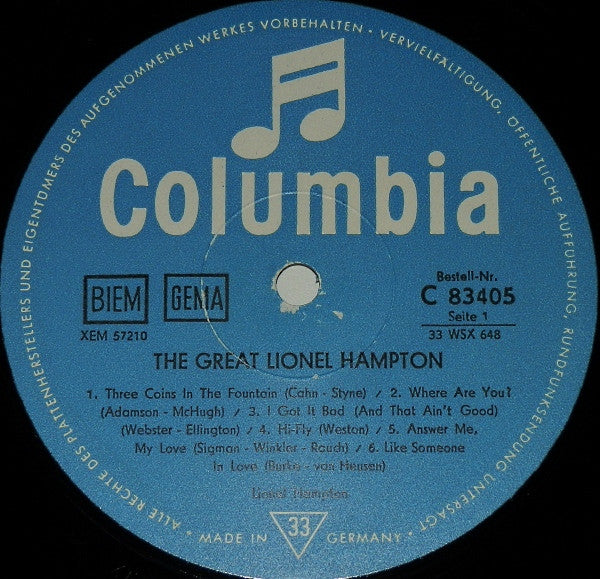 • ALLE RECHTE DES PLATTENHERSTELLERS UND EIGENTÜMERS DES AUFGENOMMENEN WERKES VORBEHALTEN • VERVIELFÄLTIGUNG, ÖFFENTLICHE AUFFÜHRUNG, RUNDFUNKSENDUNG UNTERSAGT •
Columbia
BIEM GEMA
XEM 57210
Bestell-Nr.
C 83405
Seite 1
33 WSX 648
THE GREAT LIONEL HAMPTON
1. Three Coins In The Fountain (Cahn - Styne) / 2. Where Are You?
(Adamson - McHugh) / 3. I Got It Bad (And That Ain't Good)
(Webster - Ellington) / 4. Hi-Fly (Weston) / 5. Answer Me,
My Love (Sigman - Winkler - Rauch) / 6. Like Someone
In Love (Burke - van Heusen)
Lionel Hampton
MADE IN 33 GERMANY